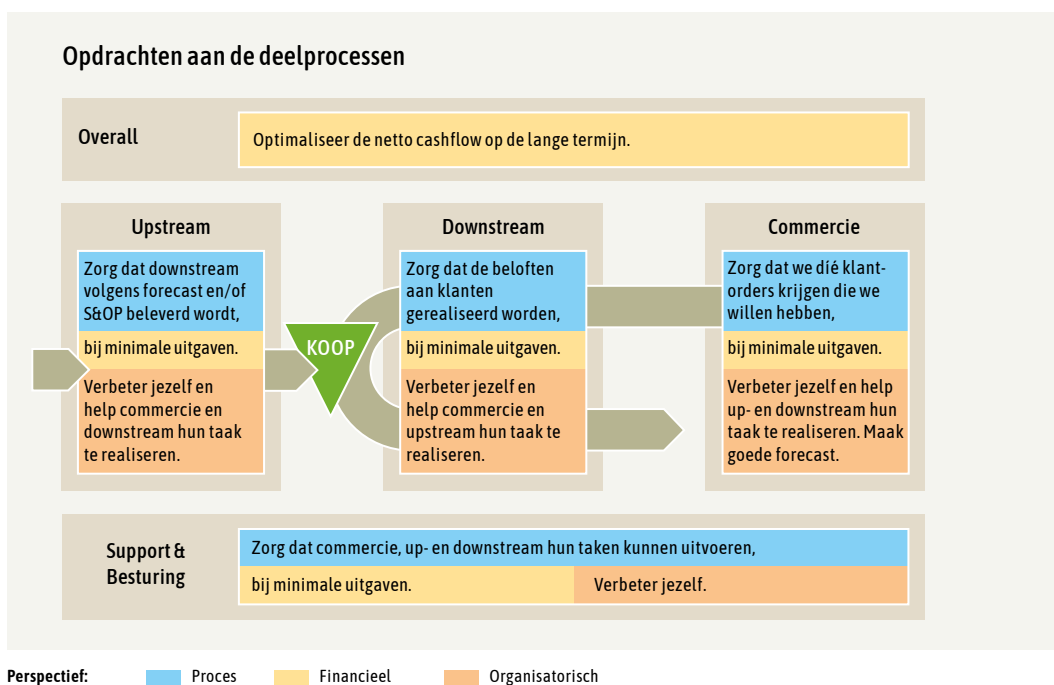 Opdrachten aan de deelprocessen
Overall
Optimaliseer de netto cashflow op de lange termijn.
Upstream
Zorg dat downstream
volgens forecast en/of
S&OP beleverd wordt,
bij minimale uitgaven.
Verbeter jezelf en
help commercie en
downstream hun taak
te realiseren.
KOOP
Downstream
Zorg dat de beloften
aan klanten
gerealiseerd worden,
bij minimale uitgaven.
Verbeter jezelf en
help commercie en
upstream hun taak te
realiseren.
Commercie
Zorg dat we díé klant-
orders krijgen die we
willen hebben,
bij minimale uitgaven.
Verbeter jezelf en help
up- en downstream hun
taak te realiseren. Maak
goede forecast.
Support &
Besturing
Zorg dat commercie, up- en downstream hun taken kunnen uitvoeren,
bij minimale uitgaven.
Verbeter jezelf.
Perspectief: Proces Financieel Organisatorisch